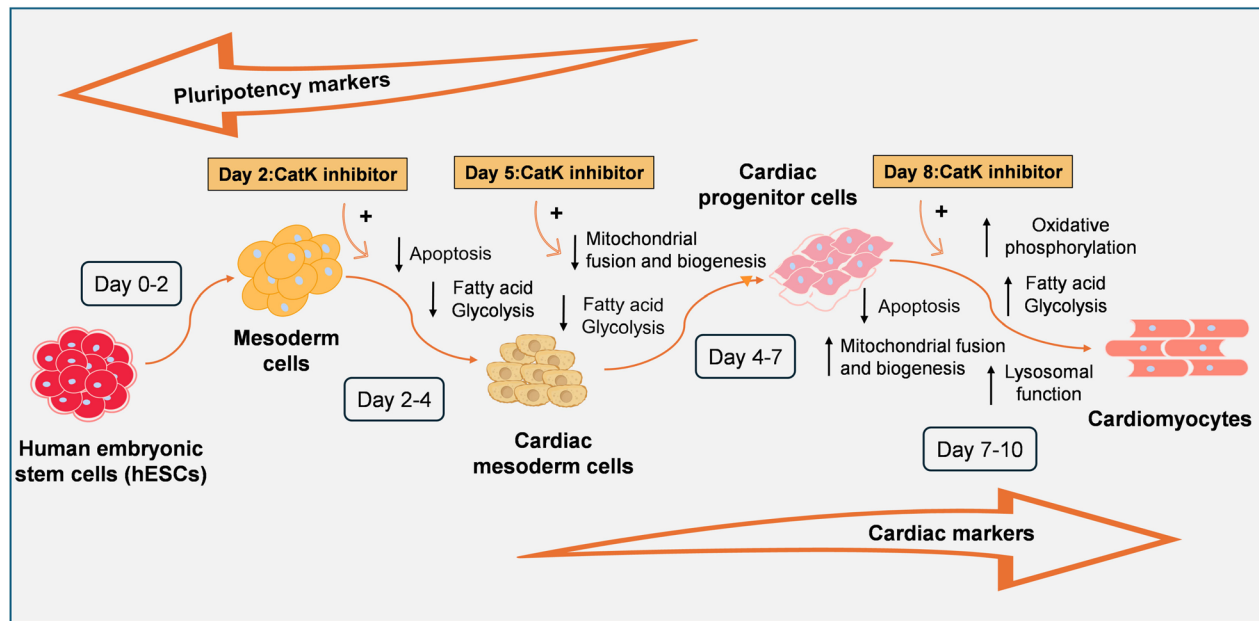 Pluripotency markers
Day 2:CatK inhibitor
Day 5:CatK inhibitor
Cardiac
progenitor cells
Day 8:CatK inhibitor
+
+
+
Apoptosis
Fatty acid
Glycolysis
Mitochondrial
fusion and biogenesis
Fatty acid
Glycolysis
Oxidative
phosphorylation
Fatty acid
Glycolysis
Apoptosis
Mitochondrial fusion
and biogenesis
Lysosomal
function
Day 0-2
Mesoderm
cells
Day 2-4
Day 4-7
Day 7-10
Human embryonic
stem cells (hESCs)
Cardiac
mesoderm cells
Cardiomyocytes
Cardiac markers